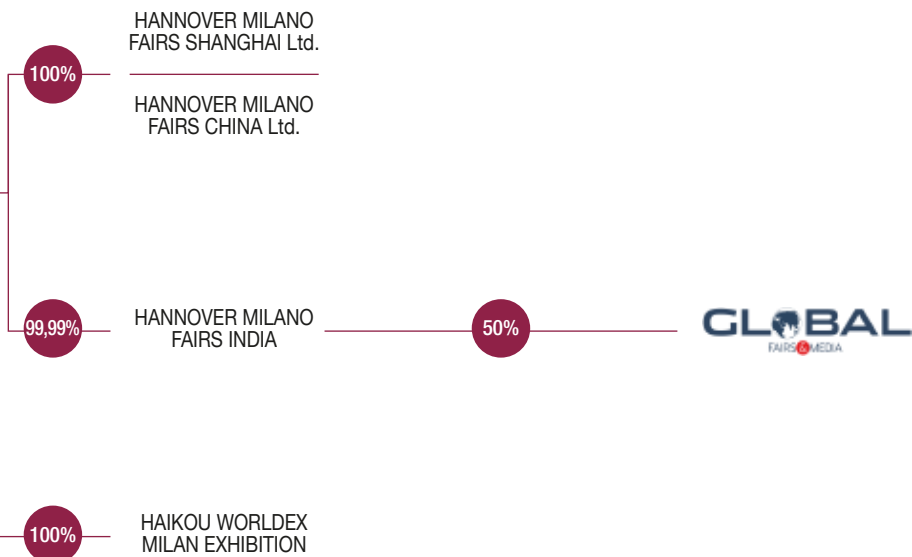 HANNOVER MILANO
FAIRS SHANGHAI Ltd.
100%
HANNOVER MILANO
FAIRS CHINA Ltd.
99,99%
HANNOVER MILANO
FAIRS INDIA
50%
GLOBAL
FAIRS&MEDIA
100%
HAIKOU WORLDEX
MILAN EXHIBITION